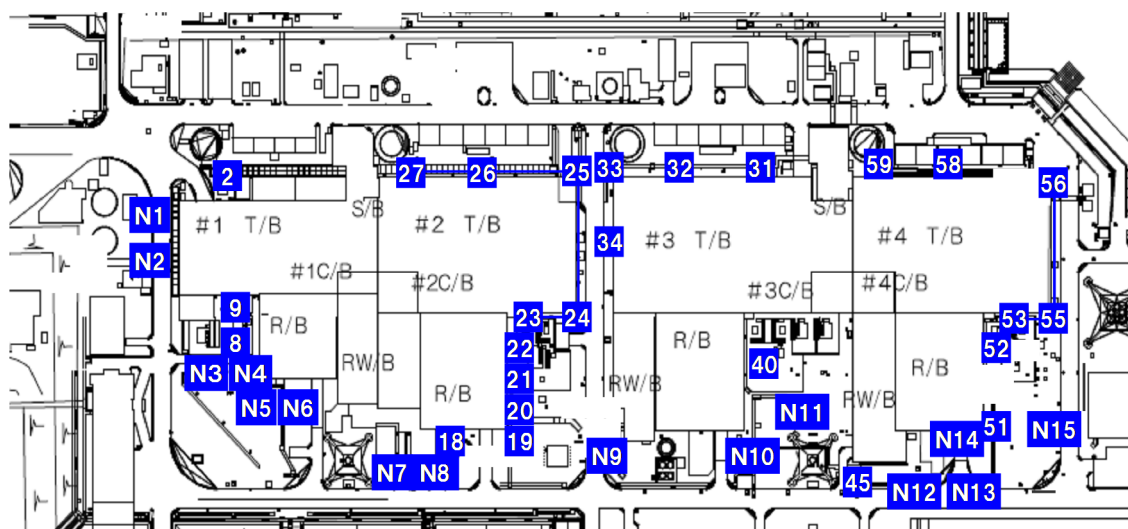 2
27
26
25
33
32
31
59
58
56
N1
N2
#1 T/B
S/B
#2 T/B
34
#3 T/B
S/B
#4 T/B
#1C/B
#2C/B
#3C/B
#4C/B
9
8
R/B
23
24
22
21
20
19
RW/B
R/B
18
R/B
RW/B
40
53
55
52
R/B
RW/B
51
N3
N4
N5
N6
N7
N8
N9
N10
N11
45
N12
N13
N14
N15